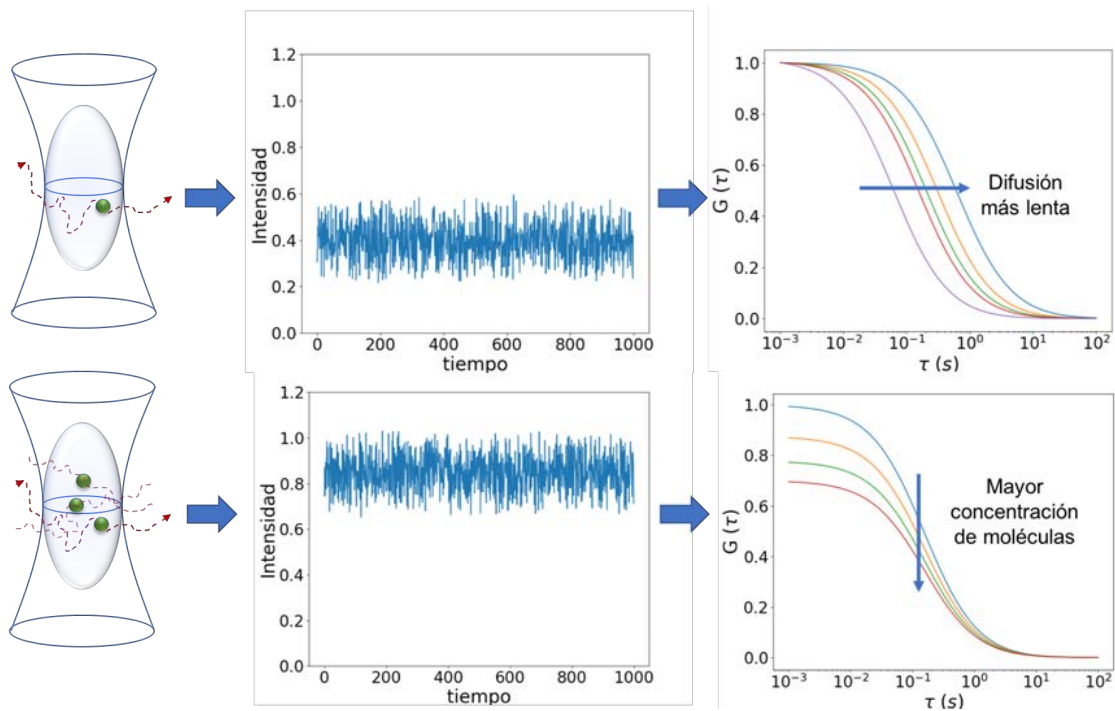 1.2
1.0
0.8
0.6
0.4
0.2
0.0
Intensidad
0 200 400 600 800 1000
tiempo
1.0
0.8
0.6
0.4
0.2
0.0
G (τ)
Difusión
más lenta
10⁻³ 10⁻² 10⁻¹ 10⁰ 10¹ 10²
τ (s)
1.2
1.0
0.8
0.6
0.4
0.2
0.0
Intensidad
0 200 400 600 800 1000
tiempo
1.0
0.8
0.6
0.4
0.2
0.0
G (τ)
Mayor
concentración
de moléculas
10⁻³ 10⁻² 10⁻¹ 10⁰ 10¹ 10²
τ (s)